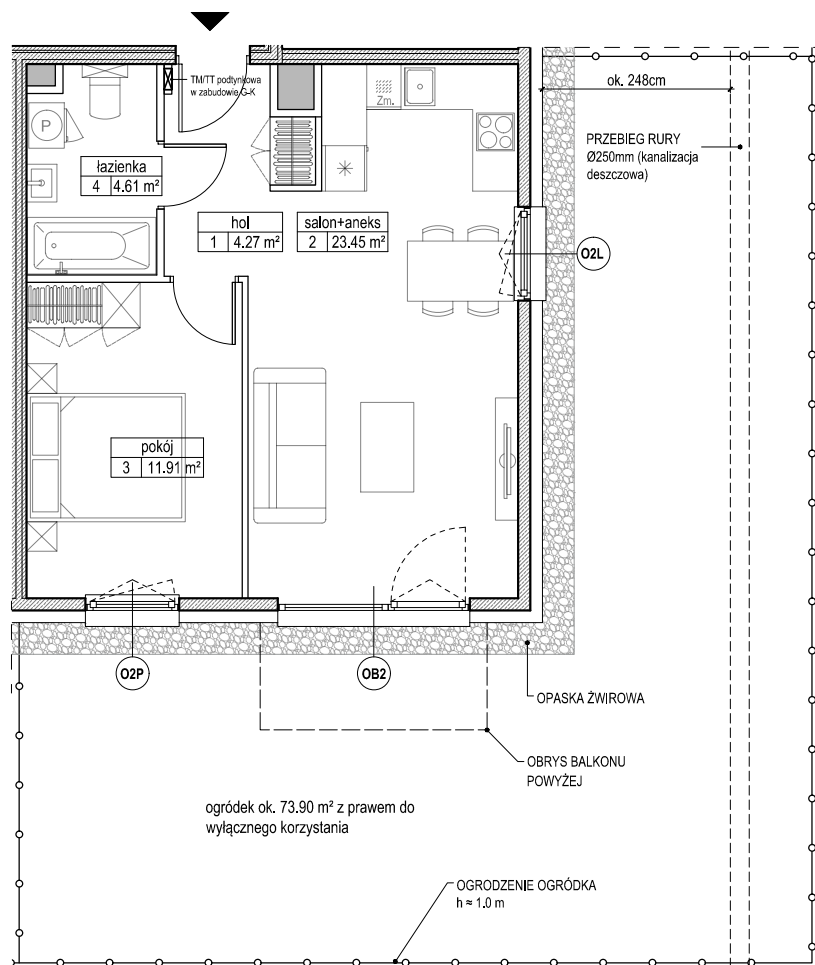 TM/TT podtynkowa
w zabudowie G-K
Zm.
ok. 248cm
PRZEBIEG RURY
Ø250mm (kanalizacja
deszczowa)
P
łazienka
4 4.61 m²
hol
1 4.27 m²
salon+aneks
2 23.45 m²
O2L
pokój
3 11.91 m²
O2P
OB2
OPASKA ŻWIROWA
OBRYS BALKONU
POWYŻEJ
ogródek ok. 73.90 m² z prawem do
wyłącznego korzystania
OGRODZENIE OGRÓDKA
h ≈ 1.0 m